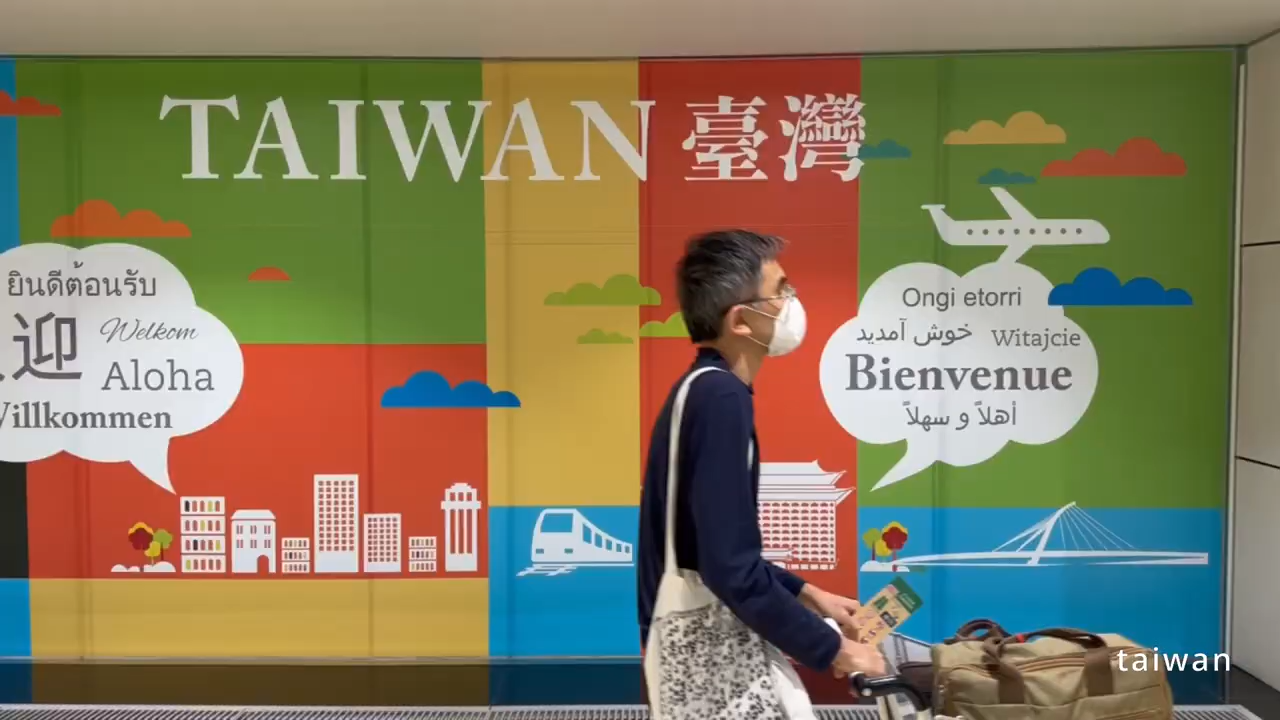 TAIWAN 臺灣
ยินดีต้อนรับ
迎 Welkom
Aloha
Willkommen
Ongi etorri
خوش آمدید Witajcie
Bienvenue
أهلاً و سهلاً
taiwan